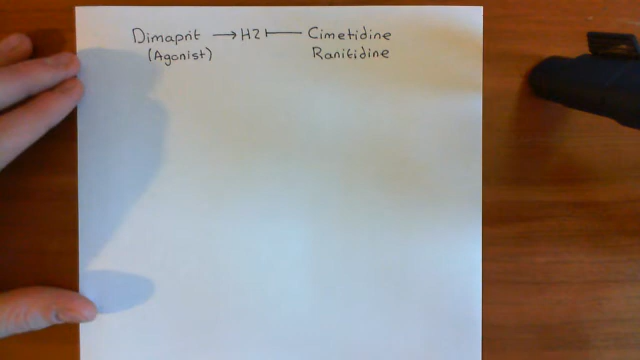 Dimaprit → H2 ⊢ Cimetidine
(Agonist) Ranitidine